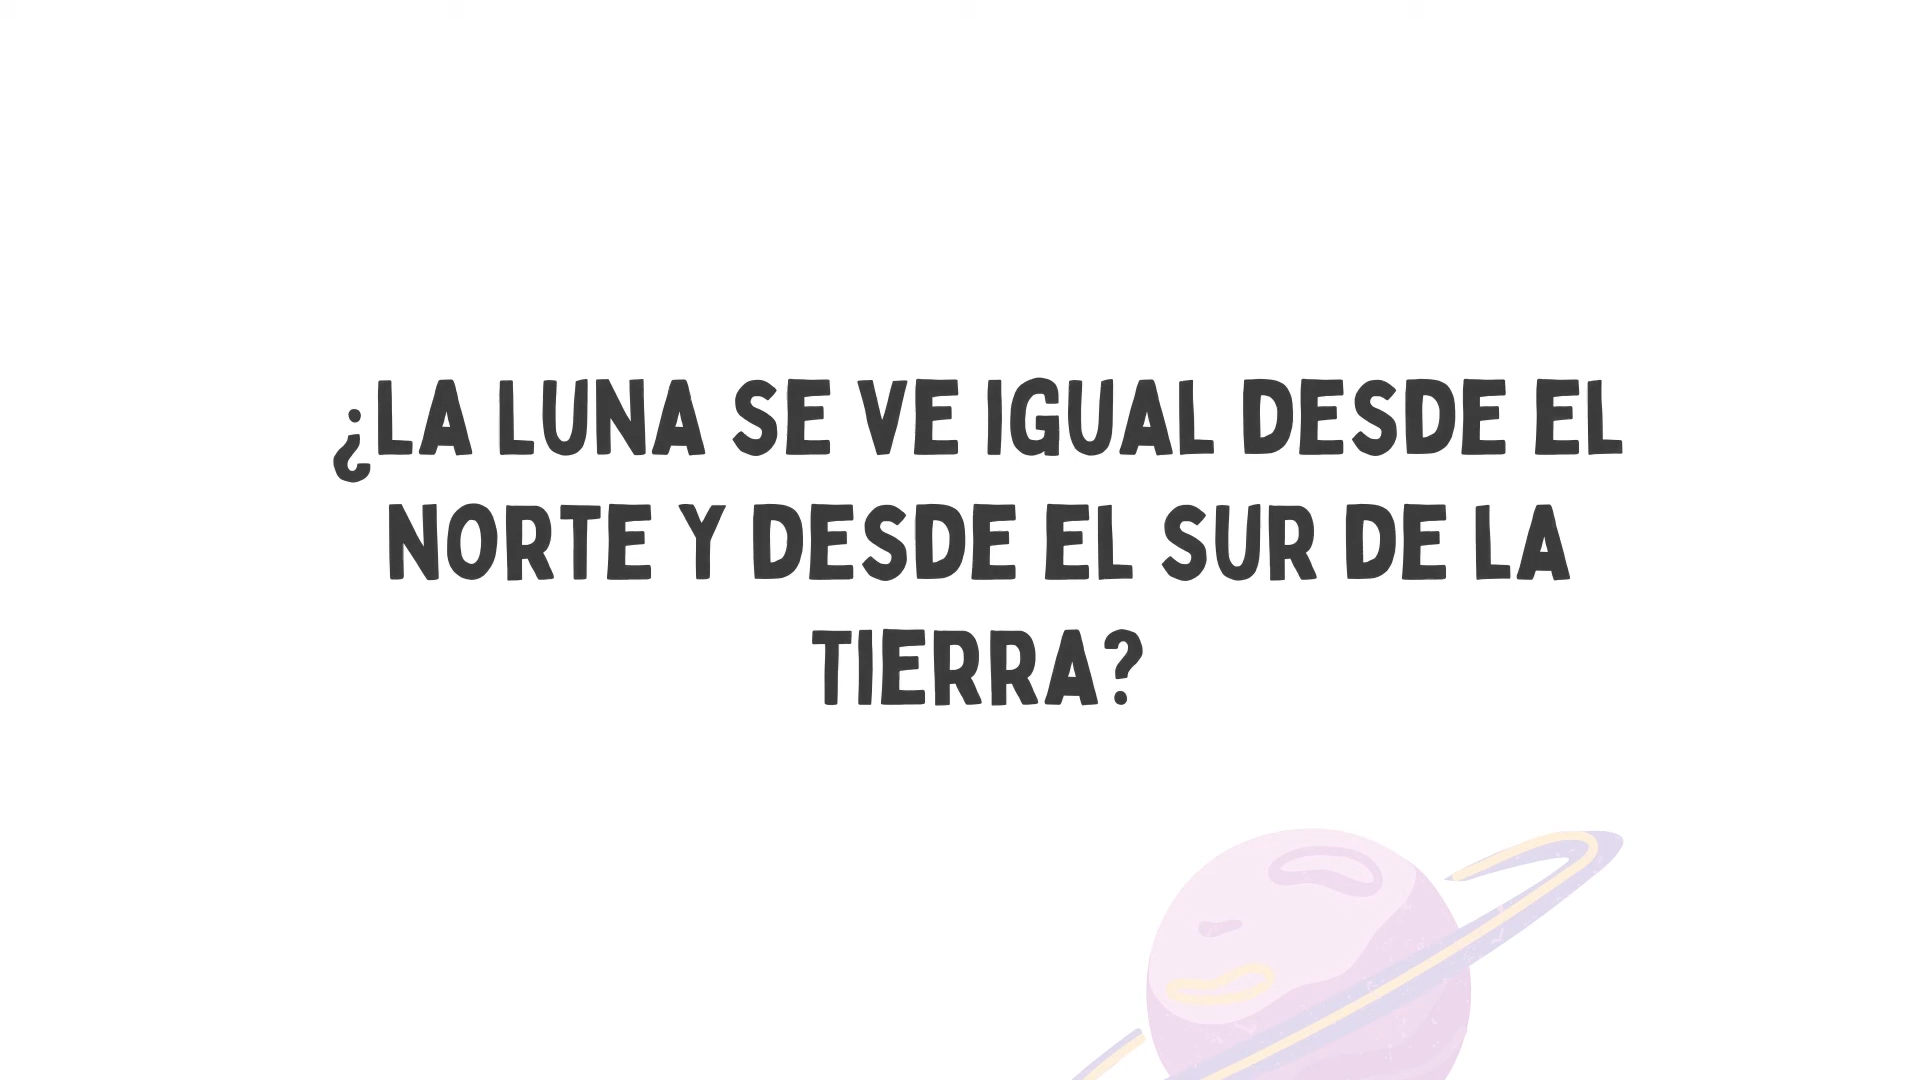 ¿LA LUNA SE VE IGUAL DESDE EL
NORTE Y DESDE EL SUR DE LA
TIERRA?